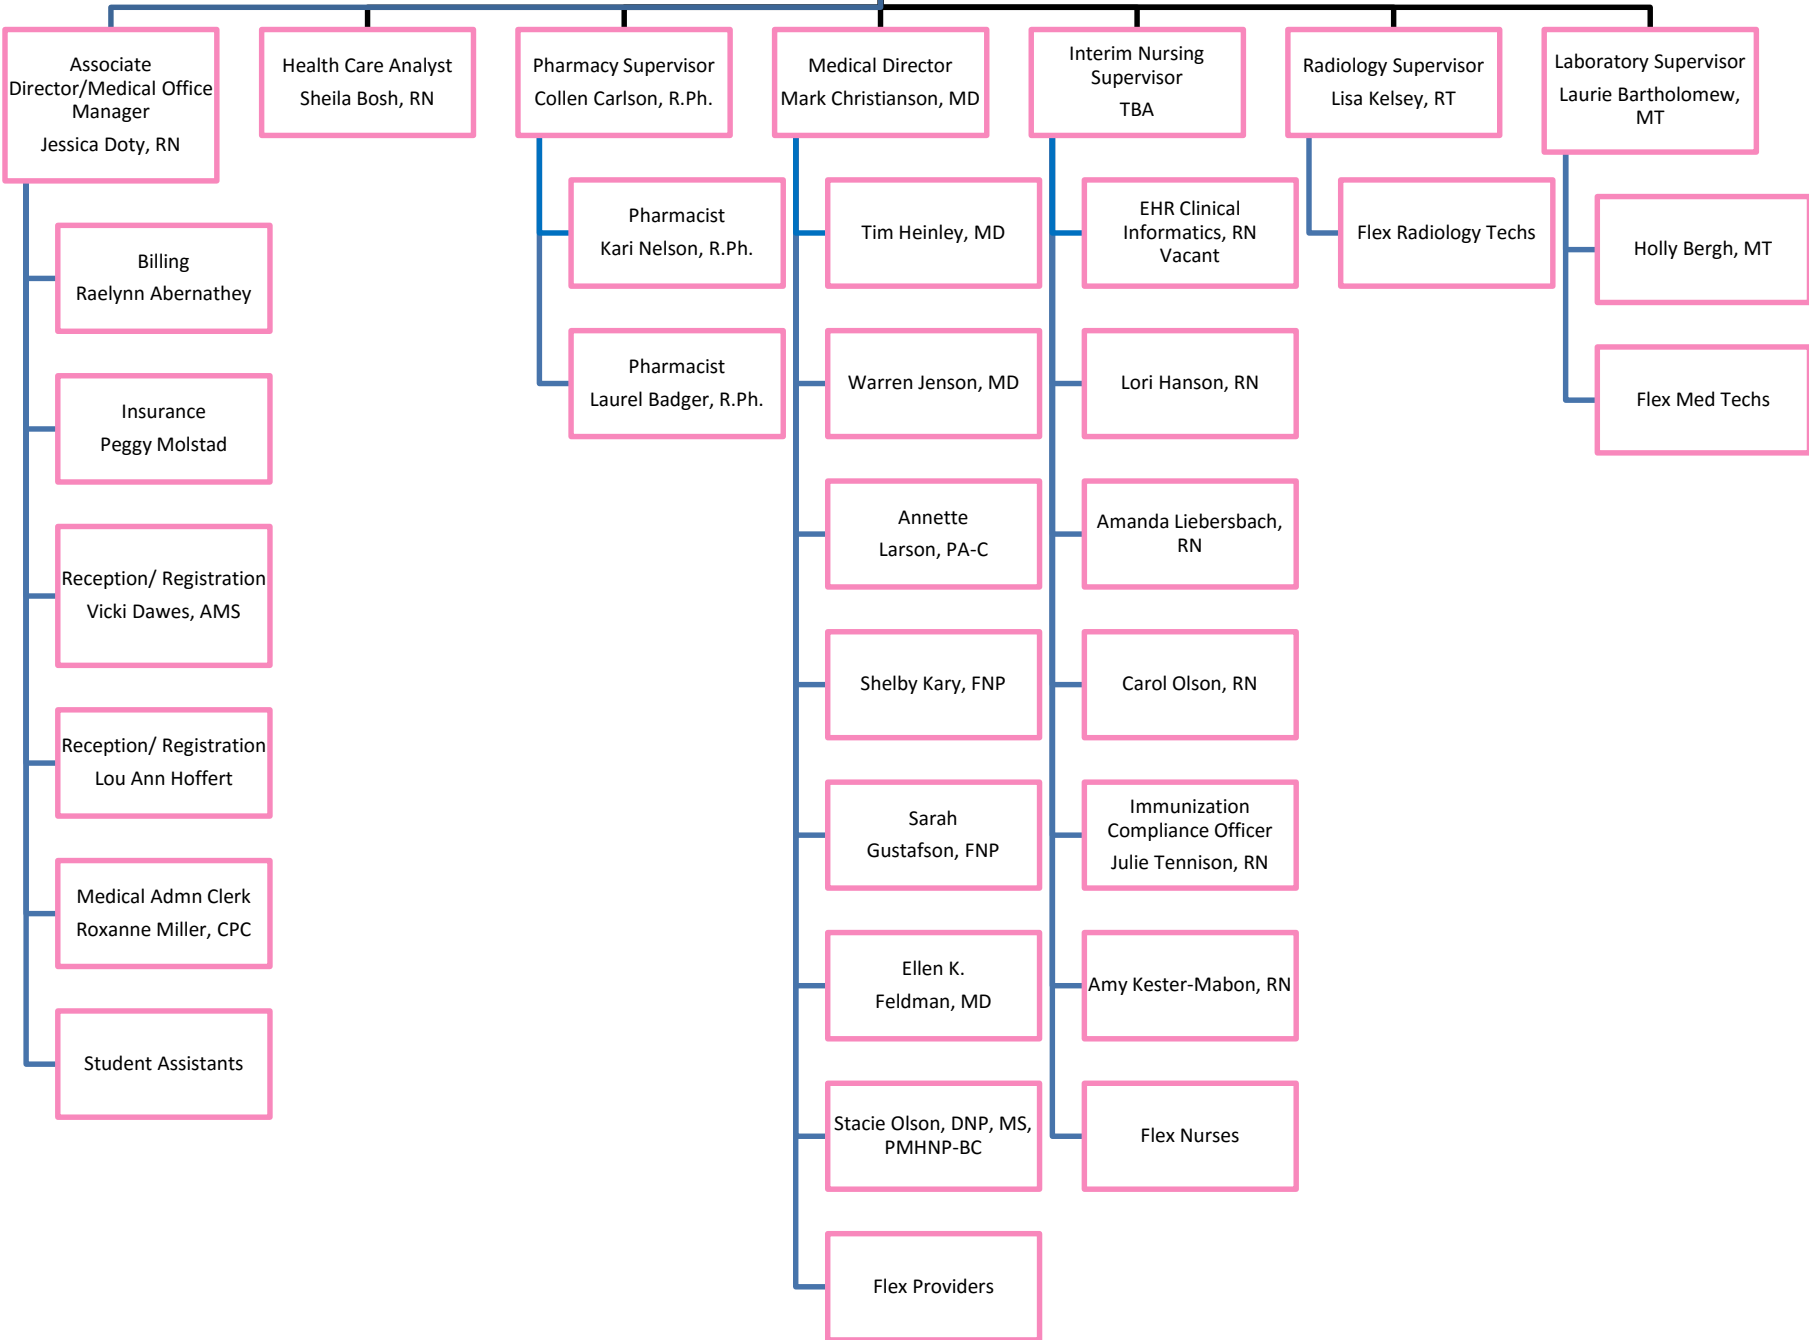 Associate
Director/Medical Office
Manager
Jessica Doty, RN
Billing
Raelynn Abernathey
Insurance
Peggy Molstad
Reception/ Registration
Vicki Dawes, AMS
Reception/ Registration
Lou Ann Hoffert
Medical Admn Clerk
Roxanne Miller, CPC
Student Assistants
Health Care Analyst
Sheila Bosh, RN
Pharmacy Supervisor
Collen Carlson, R.Ph.
Pharmacist
Kari Nelson, R.Ph.
Pharmacist
Laurel Badger, R.Ph.
Medical Director
Mark Christianson, MD
Tim Heinley, MD
Warren Jenson, MD
Annette
Larson, PA-C
Shelby Kary, FNP
Sarah
Gustafson, FNP
Ellen K.
Feldman, MD
Stacie Olson, DNP, MS,
PMHNP-BC
Flex Providers
Interim Nursing
Supervisor
TBA
EHR Clinical
Informatics, RN
Vacant
Lori Hanson, RN
Amanda Liebersbach,
RN
Carol Olson, RN
Immunization
Compliance Officer
Julie Tennison, RN
Amy Kester-Mabon, RN
Flex Nurses
Radiology Supervisor
Lisa Kelsey, RT
Flex Radiology Techs
Laboratory Supervisor
Laurie Bartholomew,
MT
Holly Bergh, MT
Flex Med Techs